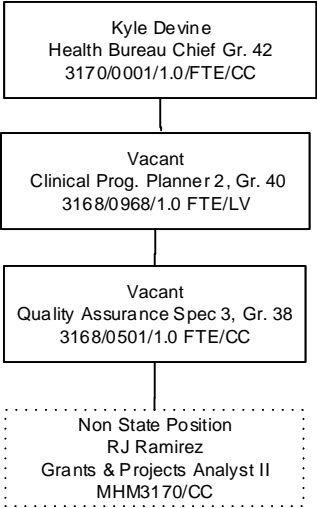 Kyle Devine
Health Bureau Chief Gr. 42
3170/0001/1.0/FTE/CC
Vacant
Clinical Prog. Planner 2, Gr. 40
3168/0968/1.0 FTE/LV
Vacant
Quality Assurance Spec 3, Gr. 38
3168/0501/1.0 FTE/CC
Non State Position
RJ Ramirez
Grants & Projects Analyst II
MHM3170/CC